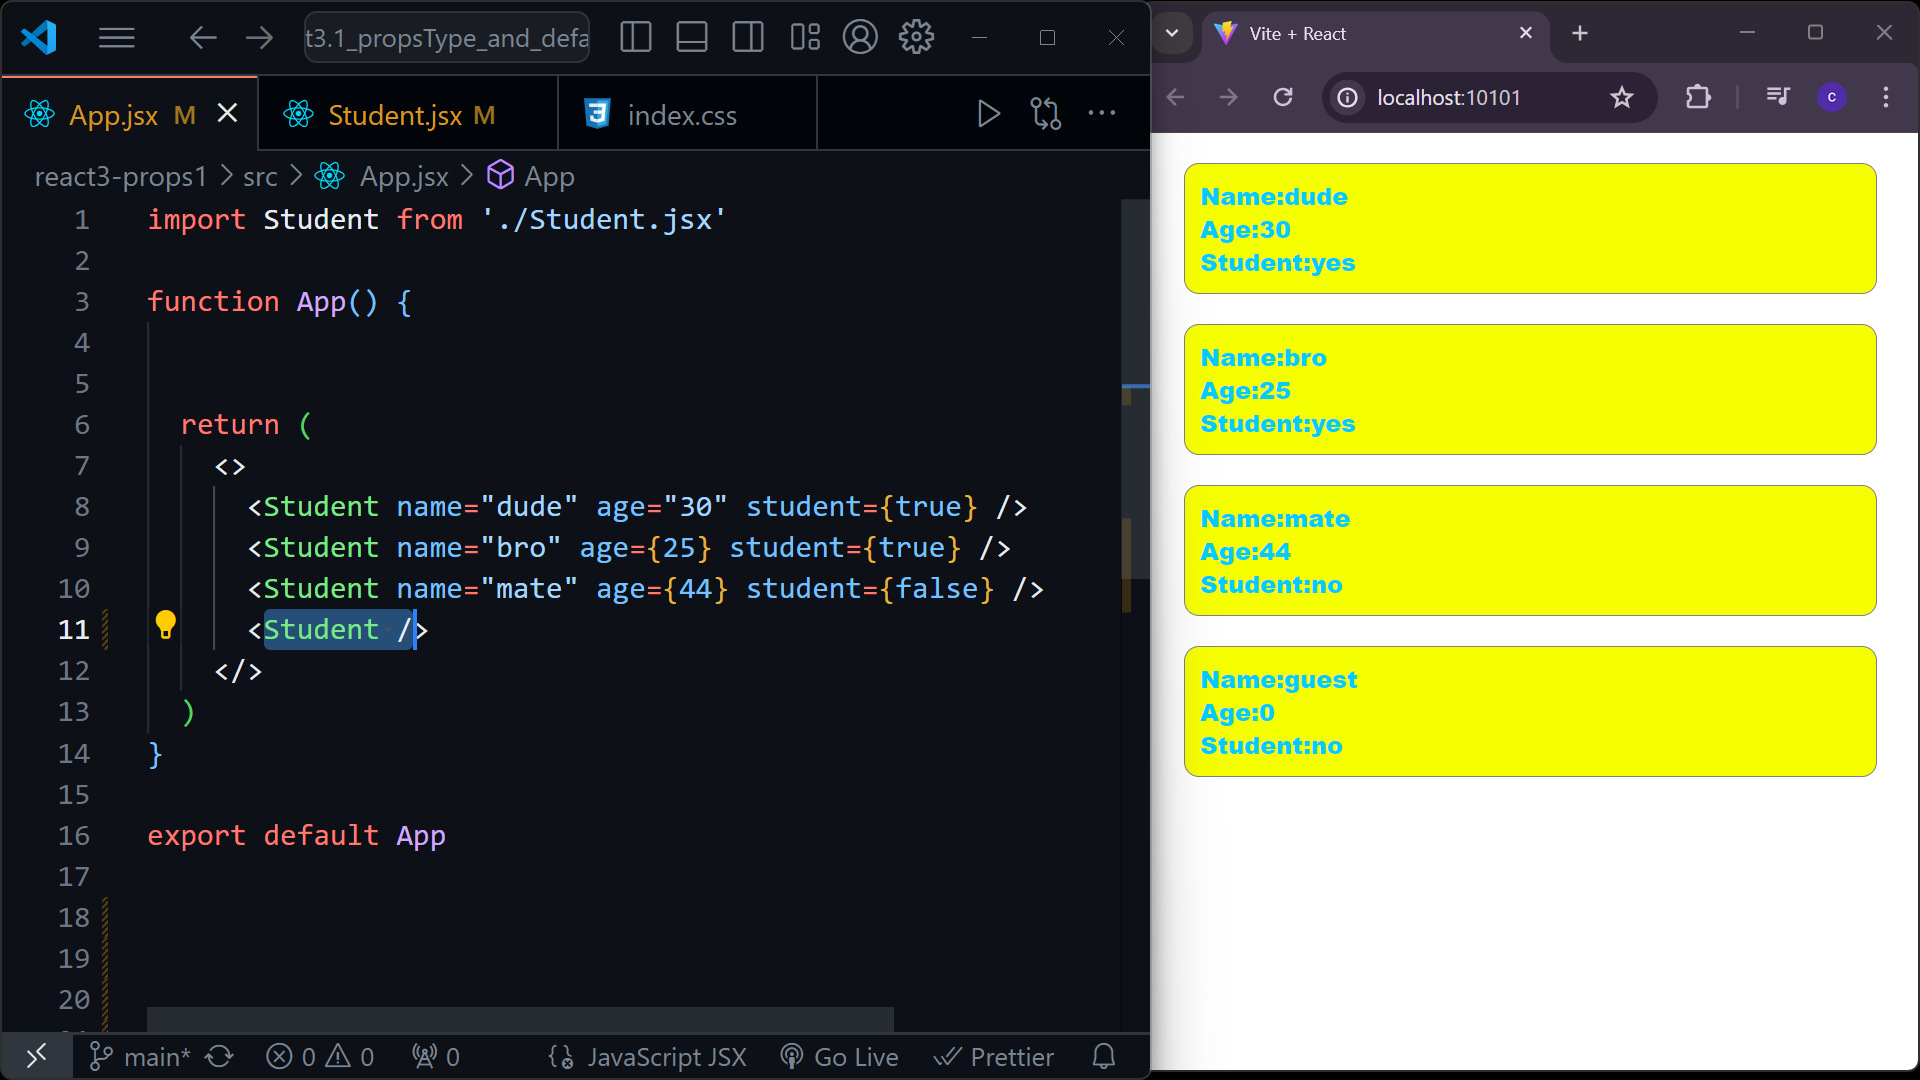 t3.1_propsType_and_defa
App.jsx M
Student.jsx M
index.css
react3-props1 > src > App.jsx > App
1 import Student from './Student.jsx'
2
3 function App() {
4
5
6 return (
7 <>
8 <Student name="dude" age="30" student={true} />
9 <Student name="bro" age={25} student={true} />
10 <Student name="mate" age={44} student={false} />
11 <Student />
12 </>
13 )
14 }
15
16 export default App
17
18
19
20
main* 0 0 0 JavaScript JSX Go Live Prettier
Vite + React
localhost:10101
c
Name:dude
Age:30
Student:yes
Name:bro
Age:25
Student:yes
Name:mate
Age:44
Student:no
Name:guest
Age:0
Student:no